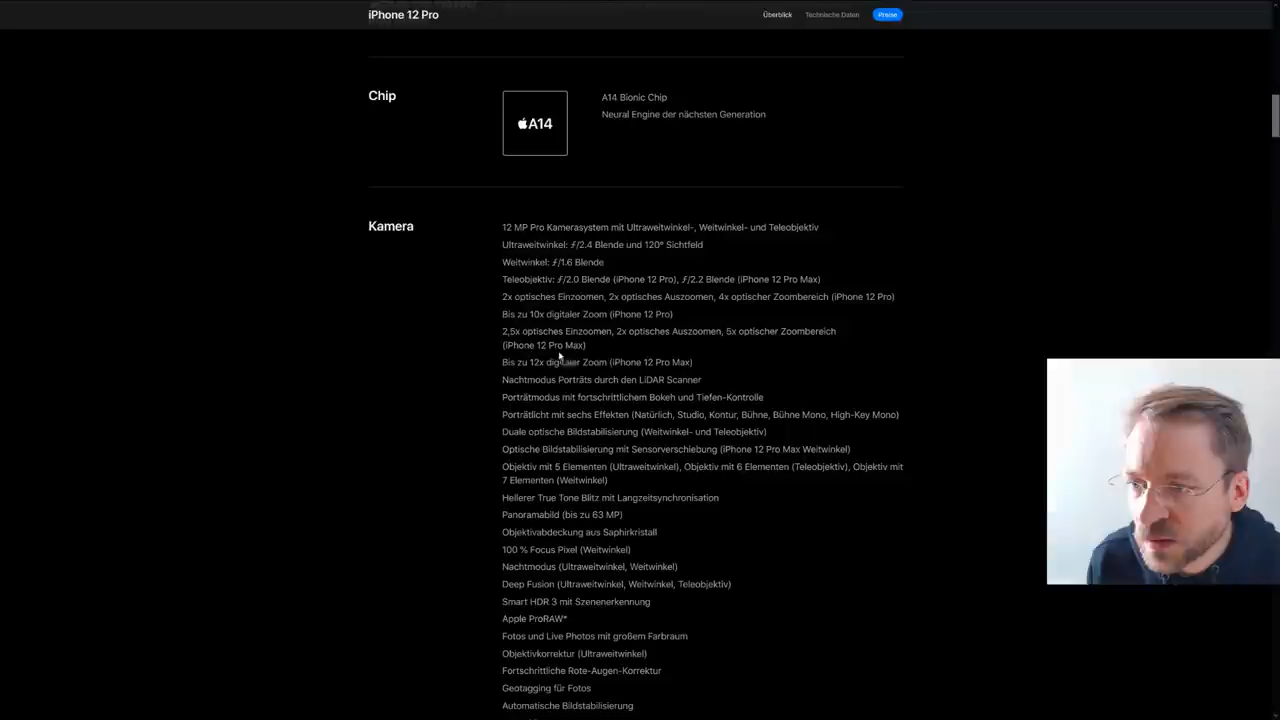 iPhone 12 Pro
Überblick
Technische Daten
Preise
Chip
A14
A14 Bionic Chip
Neural Engine der nächsten Generation
Kamera
12 MP Pro Kamerasystem mit Ultraweitwinkel-, Weitwinkel- und Teleobjektiv
Ultraweitwinkel: ƒ/2.4 Blende und 120° Sichtfeld
Weitwinkel: ƒ/1.6 Blende
Teleobjektiv: ƒ/2.0 Blende (iPhone 12 Pro), ƒ/2.2 Blende (iPhone 12 Pro Max)
2x optisches Einzoomen, 2x optisches Auszoomen, 4x optischer Zoombereich (iPhone 12 Pro)
Bis zu 10x digitaler Zoom (iPhone 12 Pro)
2,5x optisches Einzoomen, 2x optisches Auszoomen, 5x optischer Zoombereich
(iPhone 12 Pro Max)
Bis zu 12x digitaler Zoom (iPhone 12 Pro Max)
Nachtmodus Porträts durch den LiDAR Scanner
Porträtmodus mit fortschrittlichem Bokeh und Tiefen-Kontrolle
Porträtlicht mit sechs Effekten (Natürlich, Studio, Kontur, Bühne, Bühne Mono, High-Key Mono)
Duale optische Bildstabilisierung (Weitwinkel- und Teleobjektiv)
Optische Bildstabilisierung mit Sensorverschiebung (iPhone 12 Pro Max Weitwinkel)
Objektiv mit 5 Elementen (Ultraweitwinkel), Objektiv mit 6 Elementen (Teleobjektiv), Objektiv mit
7 Elementen (Weitwinkel)
Hellerer True Tone Blitz mit Langzeitsynchronisation
Panoramabild (bis zu 63 MP)
Objektivabdeckung aus Saphirkristall
100 % Focus Pixel (Weitwinkel)
Nachtmodus (Ultraweitwinkel, Weitwinkel)
Deep Fusion (Ultraweitwinkel, Weitwinkel, Teleobjektiv)
Smart HDR 3 mit Szenenerkennung
Apple ProRAW*
Fotos und Live Photos mit großem Farbraum
Objektivkorrektur (Ultraweitwinkel)
Fortschrittliche Rote-Augen-Korrektur
Geotagging für Fotos
Automatische Bildstabilisierung